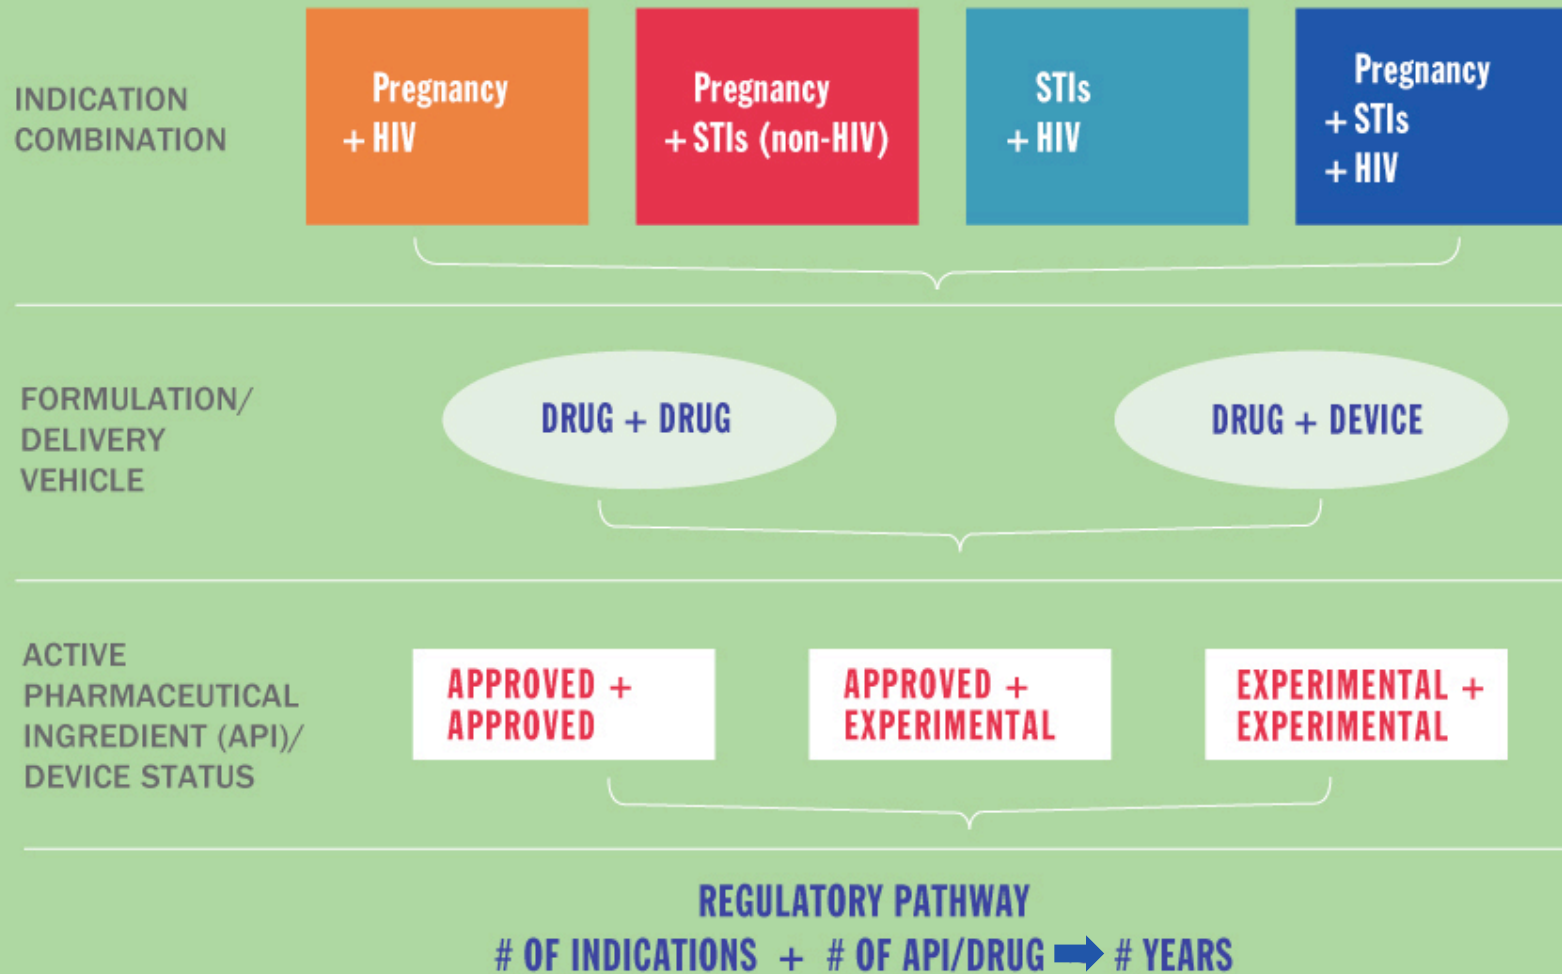 INDICATION
COMBINATION
Pregnancy
+ HIV
Pregnancy
+ STIs (non-HIV)
STIs
+ HIV
Pregnancy
+ STIs
+ HIV
FORMULATION/
DELIVERY
VEHICLE
DRUG + DRUG
DRUG + DEVICE
ACTIVE
PHARMACEUTICAL
INGREDIENT (API)/
DEVICE STATUS
APPROVED +
APPROVED
APPROVED +
EXPERIMENTAL
EXPERIMENTAL +
EXPERIMENTAL
REGULATORY PATHWAY
# OF INDICATIONS + # OF API/DRUG ➡ # YEARS